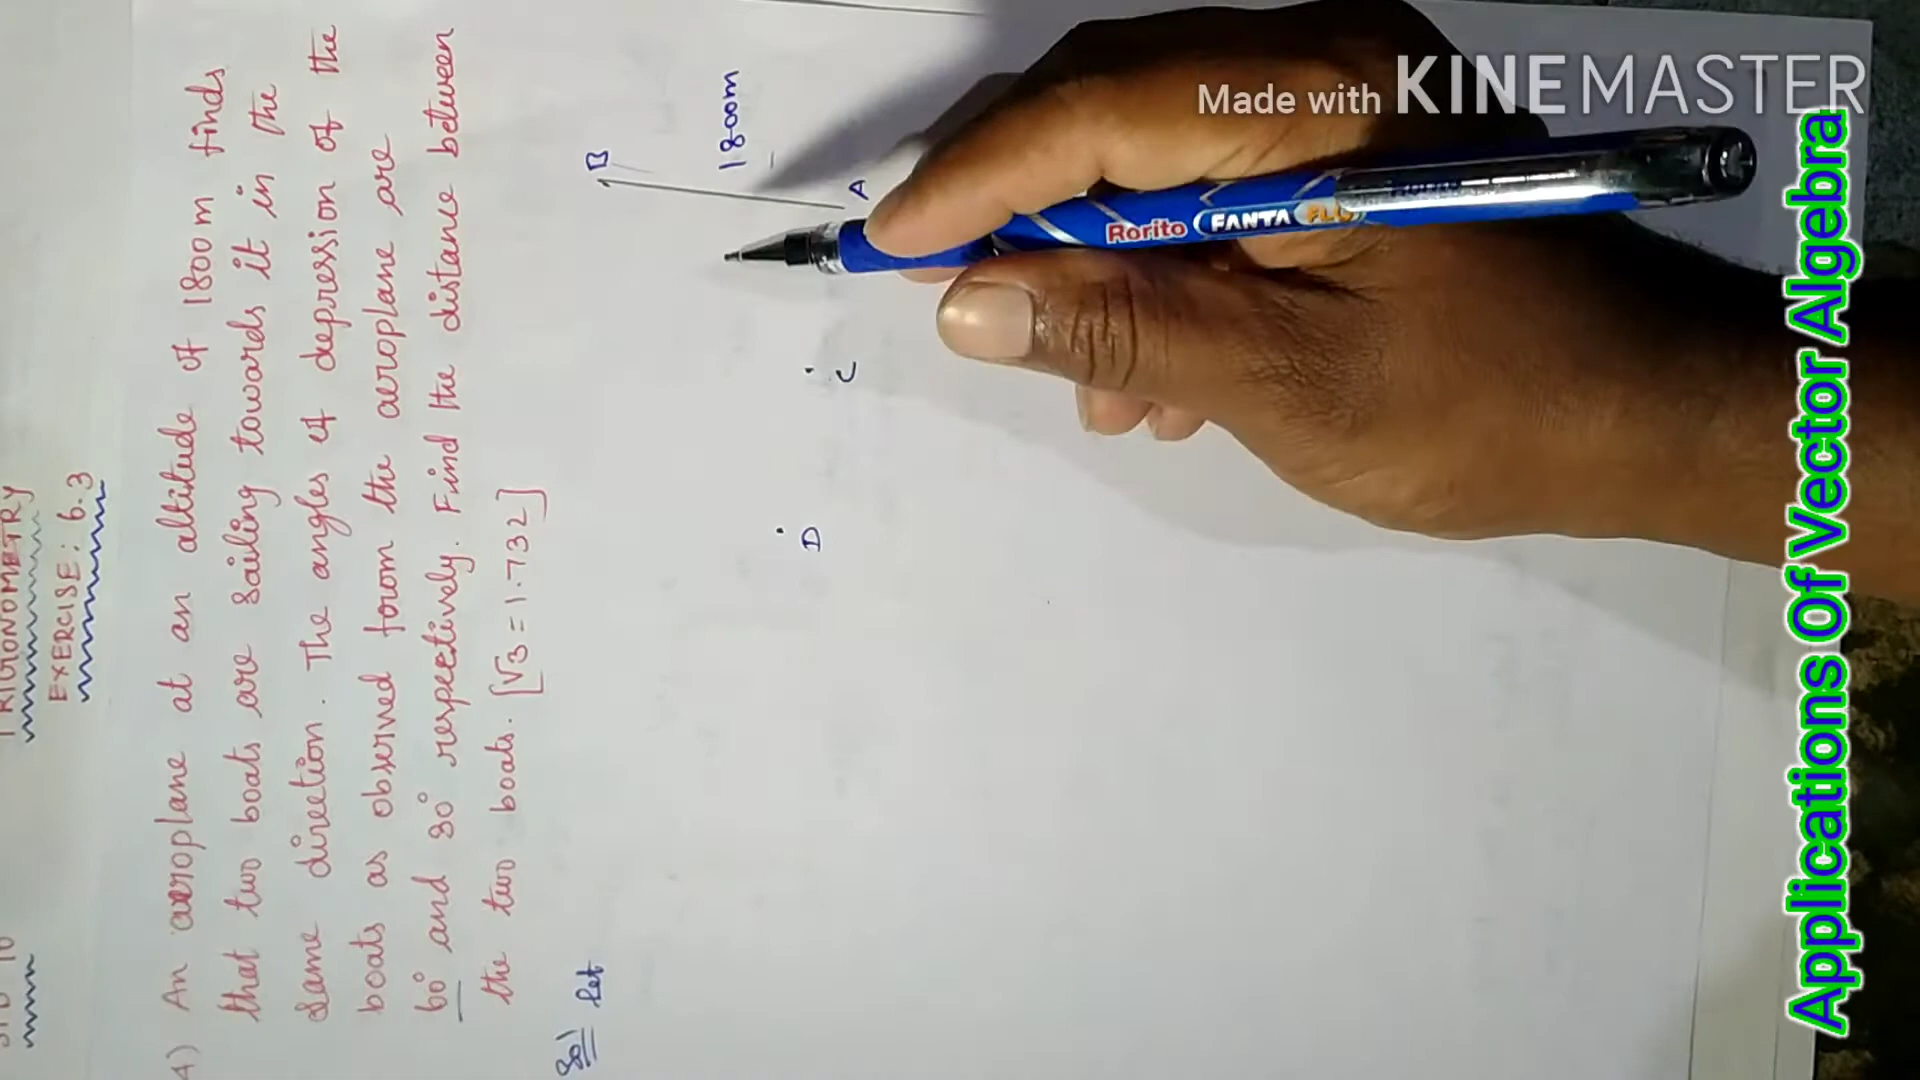 TRIGONOMETRY
EXERCISE: 6.3
4) An aeroplane at an altitude of 1800m finds
that two boats are sailing towards it in the
same direction. The angles of depression of the
boats as observed from the aeroplane are
60° and 30° respectively. Find the distance between
the two boats. [√3 = 1.732]
Sol) Let
B
1800m
A
C
D
Rorito FANTA
Made with KINEMASTER
Applications Of Vector Algebra